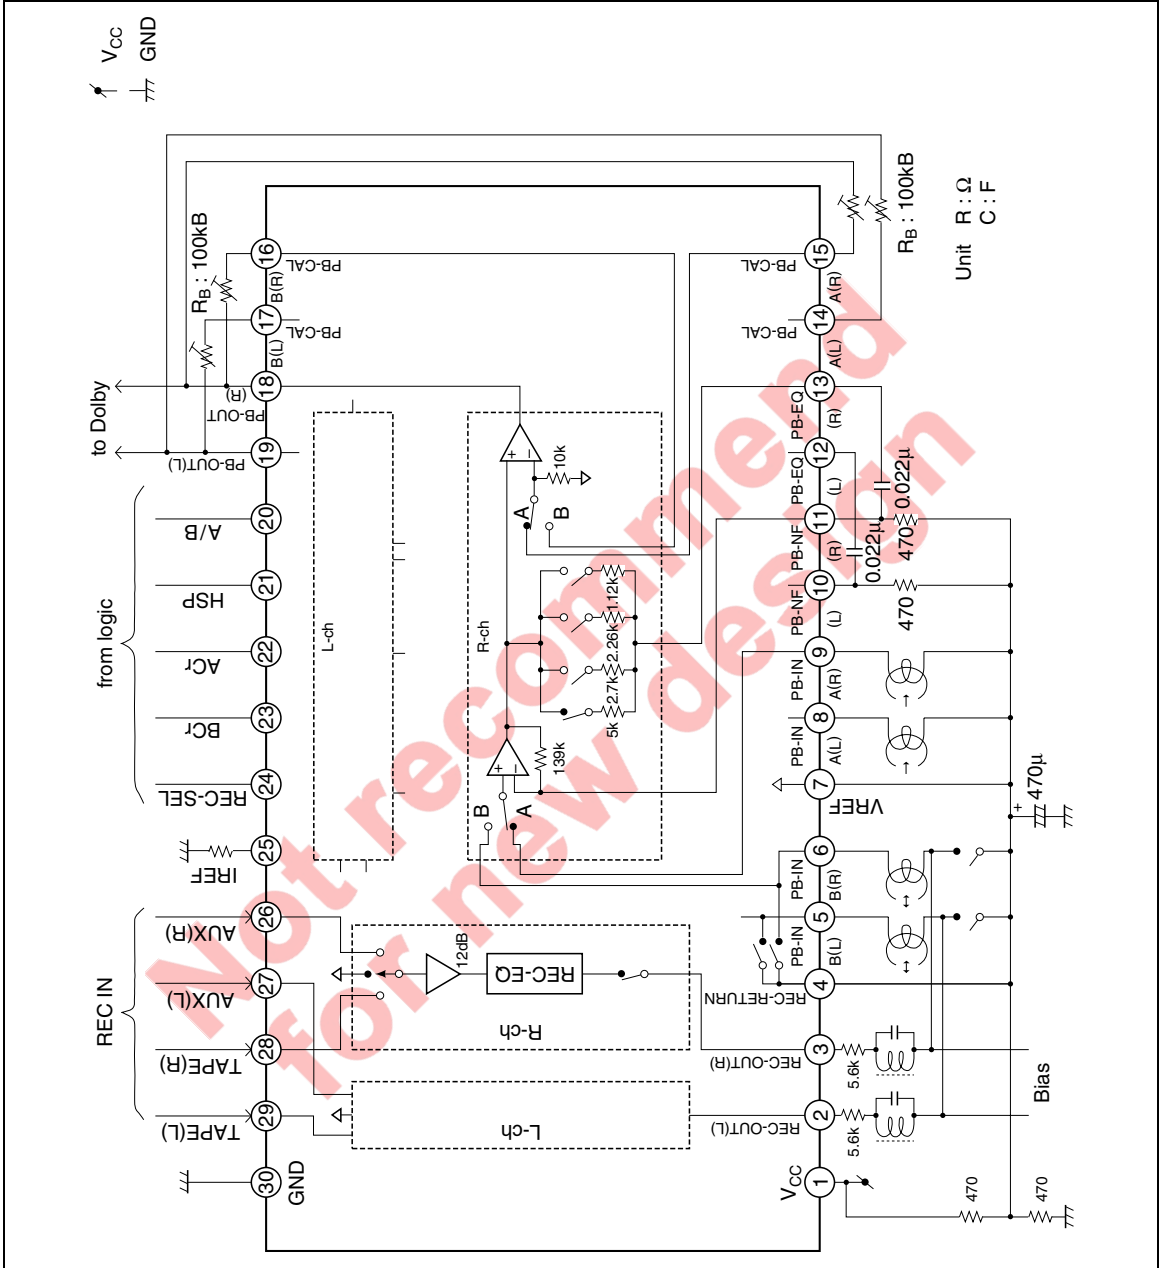 VCC
GND
to Dolby
from logic
REC IN
RB : 100kB
RB : 100kB
Unit R : Ω
C : F
16
PB-CAL
B(R)
17
PB-CAL
B(L)
18
PB-OUT
(R)
19
PB-OUT(L)
20
A/B
21
HSP
22
ACr
23
BCr
24
REC-SEL
25
IREF
26
AUX(R)
27
AUX(L)
28
TAPE(R)
29
TAPE(L)
30
GND
15
PB-CAL
A(R)
14
PB-CAL
A(L)
13
PB-EQ
(R)
12
PB-EQ
(L)
11
PB-NF
(R)
10
PB-NF
(L)
9
PB-IN
A(R)
8
PB-IN
A(L)
7
VREF
6
PB-IN
B(R)
5
PB-IN
B(L)
4
REC-RETURN
3
REC-OUT(R)
2
REC-OUT(L)
1
VCC
L-ch
R-ch
A
B
10k
1.12k
2.26k
2.7k
5k
139k
B
A
12dB
REC-EQ
R-ch
L-ch
0.022µ
0.022µ
470
470
+
470µ
5.6k
5.6k
Bias
470
470
Not recommend
for new design